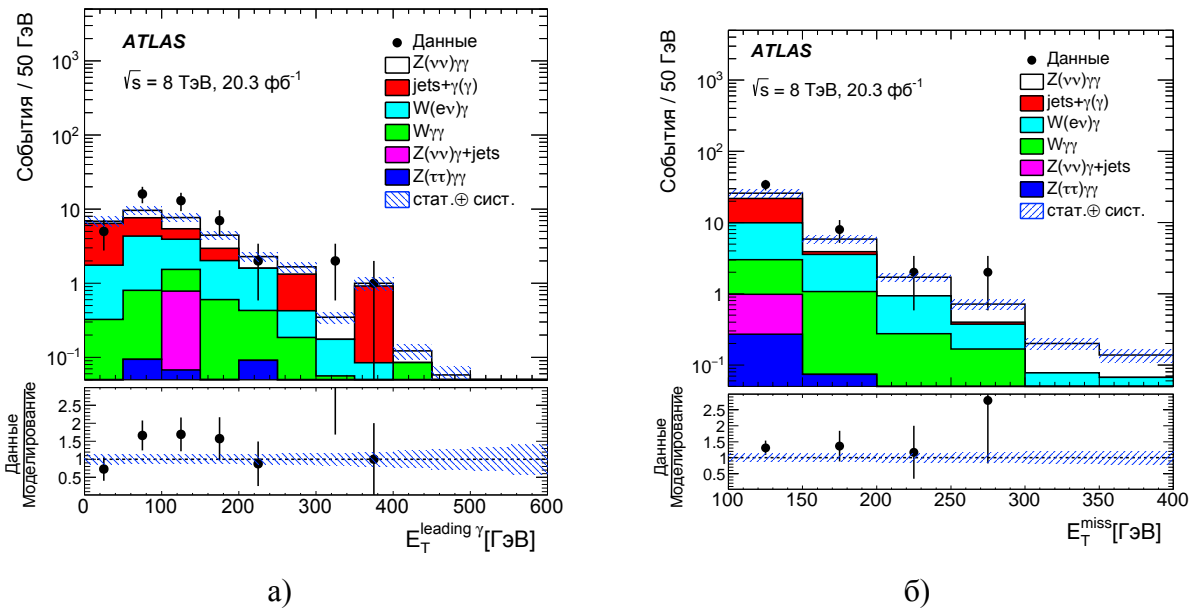 ATLAS
√s = 8 ТэВ, 20.3 фб⁻¹
Данные
Z(νν)γγ
jets+γ(γ)
W(eν)γ
Wγγ
Z(νν)γ+jets
Z(ττ)γγ
стат.⊕ сист.
События / 50 ГэВ
10³
10²
10
1
10⁻¹
Данные
Моделирование
2.5
2
1.5
1
0.5
0 100 200 300 400 500 600
E_T^leading γ [ГэВ]
а)
ATLAS
√s = 8 ТэВ, 20.3 фб⁻¹
Данные
Z(νν)γγ
jets+γ(γ)
W(eν)γ
Wγγ
Z(νν)γ+jets
Z(ττ)γγ
стат.⊕ сист.
События / 50 ГэВ
10³
10²
10
1
10⁻¹
Данные
Моделирование
2.5
2
1.5
1
0.5
100 150 200 250 300 350 400
E_T^miss [ГэВ]
б)